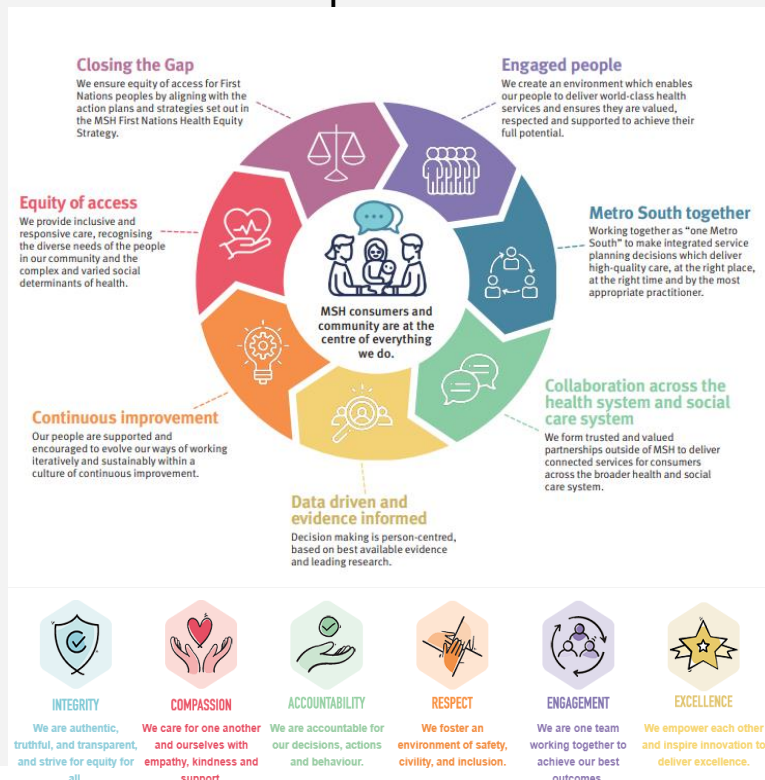 Closing the Gap
We ensure equity of access for First
Nations peoples by aligning with the
action plans and strategies set out in
the MSH First Nations Health Equity
Strategy.
Engaged people
We create an environment which enables
our people to deliver world-class health
services and ensures they are valued,
respected and supported to achieve their
full potential.
Equity of access
We provide inclusive and
responsive care, recognising
the diverse needs of the people
in our community and the
complex and varied social
determinants of health.
Metro South together
Working together as “one Metro
South” to make integrated service
planning decisions which deliver
high-quality care, at the right place,
at the right time and by the most
appropriate practitioner.
MSH consumers and
community are at the
centre of everything
we do.
Continuous improvement
Our people are supported and
encouraged to evolve our ways of working
iteratively and sustainably within a
culture of continuous improvement.
Collaboration across the
health system and social
care system
We form trusted and valued
partnerships outside of MSH to deliver
connected services for consumers
across the broader health and social
care system.
Data driven and
evidence informed
Decision making is person-centred,
based on best available evidence
and leading research.
INTEGRITY
We are authentic,
truthful, and transparent,
and strive for equity for
all.
COMPASSION
We care for one another
and ourselves with
empathy, kindness and
support.
ACCOUNTABILITY
We are accountable for
our decisions, actions
and behaviour.
RESPECT
We foster an
environment of safety,
civility, and inclusion.
ENGAGEMENT
We are one team
working together to
achieve our best
outcomes.
EXCELLENCE
We empower each other
and inspire innovation to
deliver excellence.